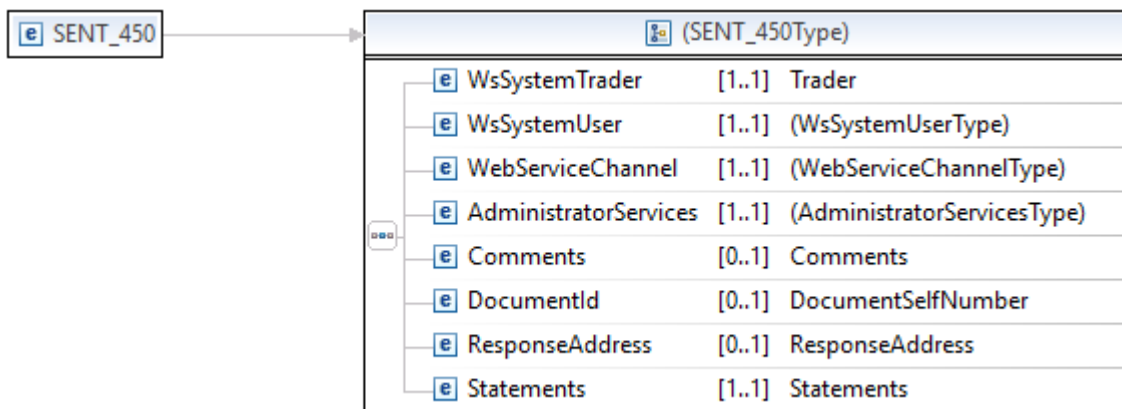 e SENT_450
(SENT_450Type)
e WsSystemTrader [1..1] Trader
e WsSystemUser [1..1] (WsSystemUserType)
e WebServiceChannel [1..1] (WebServiceChannelType)
e AdministratorServices [1..1] (AdministratorServicesType)
e Comments [0..1] Comments
e DocumentId [0..1] DocumentSelfNumber
e ResponseAddress [0..1] ResponseAddress
e Statements [1..1] Statements